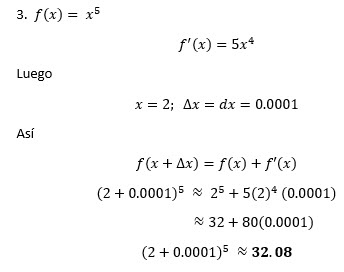 3. f(x) = x⁵
f′(x) = 5x⁴
Luego
x = 2; Δx = dx = 0.0001
Así
f(x + Δx) = f(x) + f′(x)
(2 + 0.0001)⁵ ≈ 2⁵ + 5(2)⁴ (0.0001)
≈ 32 + 80(0.0001)
(2 + 0.0001)⁵ ≈ 32.08